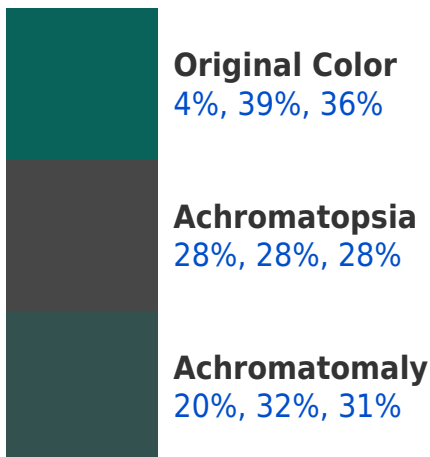 Original Color
4%, 39%, 36%
Achromatopsia
28%, 28%, 28%
Achromatomaly
20%, 32%, 31%